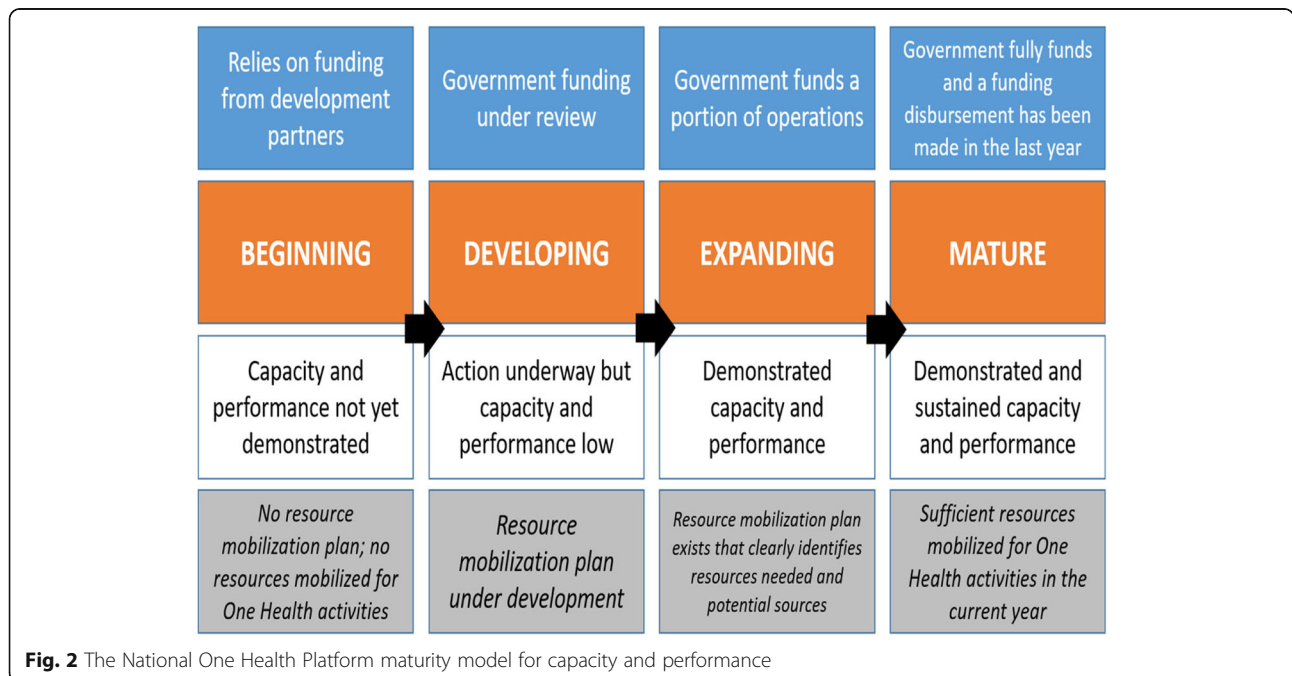 Relies on funding
from development
partners
Government funding
under review
Government funds a
portion of operations
Government fully funds
and a funding
disbursement has been
made in the last year
BEGINNING
DEVELOPING
EXPANDING
MATURE
Capacity and
performance not yet
demonstrated
Action underway but
capacity and
performance low
Demonstrated
capacity and
performance
Demonstrated and
sustained capacity
and performance
No resource
mobilization plan; no
resources mobilized for
One Health activities
Resource
mobilization plan
under development
Resource mobilization plan
exists that clearly identifies
resources needed and
potential sources
Sufficient resources
mobilized for One
Health activities in the
current year
Fig. 2 The National One Health Platform maturity model for capacity and performance